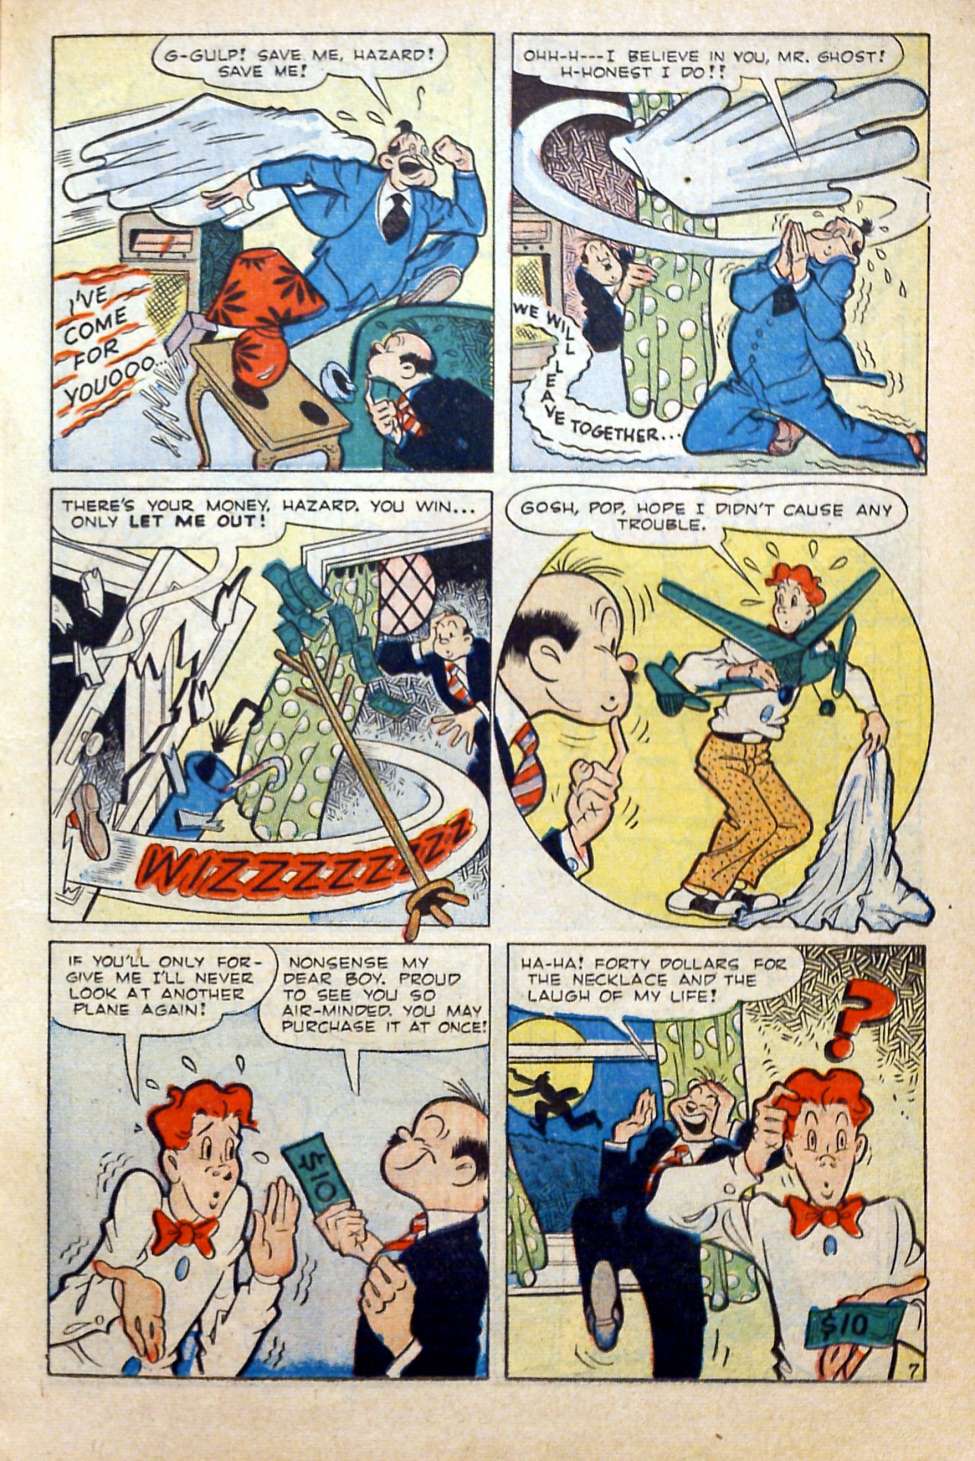 G-GULP! SAVE ME, HAZARD!
SAVE ME!
I'VE
COME
FOR
YOUOOO...
OHH-H---I BELIEVE IN YOU, MR. GHOST!
H-HONEST I DO!!
WE WILL
LEAVE
TOGETHER...
THERE'S YOUR MONEY, HAZARD. YOU WIN...
ONLY LET ME OUT!
WIZZZZZZZZ
GOSH, POP, HOPE I DIDN'T CAUSE ANY
TROUBLE.
IF YOU'LL ONLY FOR-
GIVE ME I'LL NEVER
LOOK AT ANOTHER
PLANE AGAIN!
NONSENSE MY
DEAR BOY. PROUD
TO SEE YOU SO
AIR-MINDED. YOU MAY
PURCHASE IT AT ONCE!
$10
HA-HA! FORTY DOLLARS FOR
THE NECKLACE AND THE
LAUGH OF MY LIFE!
?
$10
7